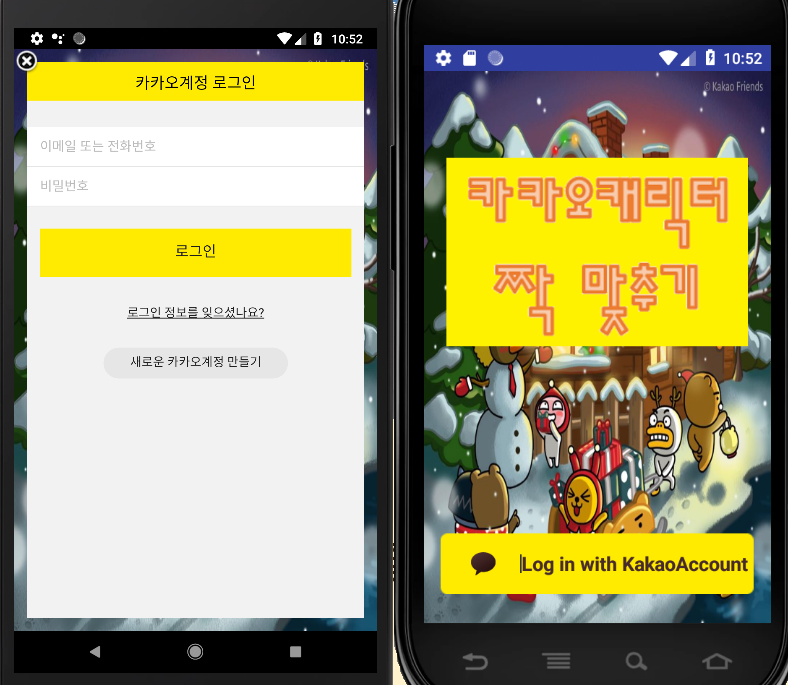 10:52
© Kakao Friends
카카오계정 로그인
이메일 또는 전화번호
비밀번호
로그인
로그인 정보를 잊으셨나요?
새로운 카카오계정 만들기
10:52
© Kakao Friends
카카오캐릭터
짝 맞추기
Log in with KakaoAccount